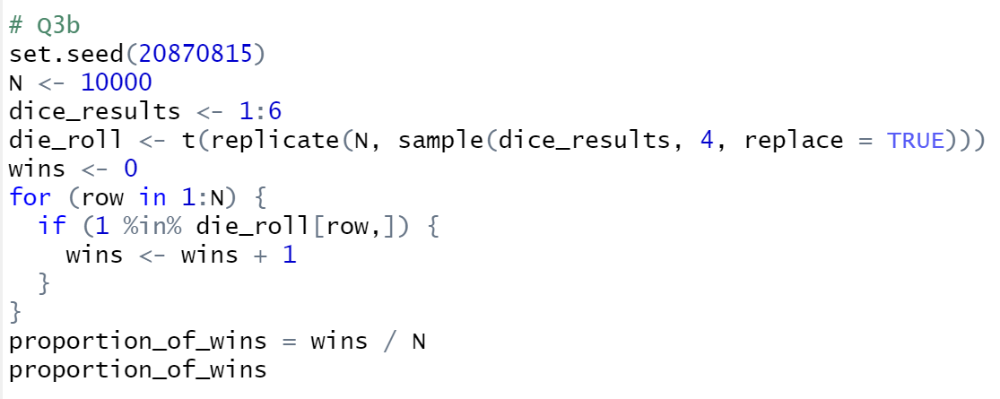 # Q3b
set.seed(20870815)
N <- 10000
dice_results <- 1:6
die_roll <- t(replicate(N, sample(dice_results, 4, replace = TRUE)))
wins <- 0
for (row in 1:N) {
  if (1 %in% die_roll[row,]) {
    wins <- wins + 1
  }
}
proportion_of_wins = wins / N
proportion_of_wins